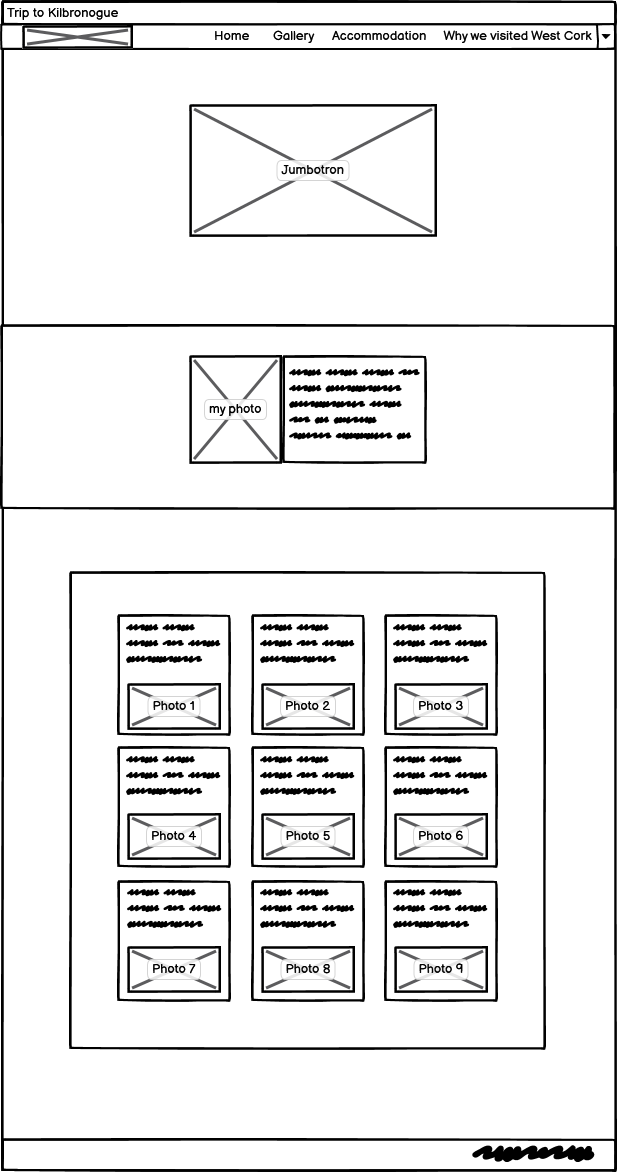 Trip to Kilbronogue
Home Gallery Accommodation Why we visited West Cork
Jumbotron
my photo
Photo 1 Photo 2 Photo 3
Photo 4 Photo 5 Photo 6
Photo 7 Photo 8 Photo 9